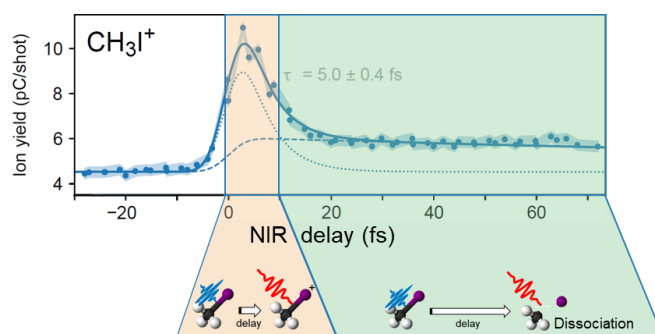 CH₃I⁺
Ion yield (pC/shot)
10
8
6
4
τ = 5.0 ± 0.4 fs
−20 0 20 40 60
NIR delay (fs)
+
delay
delay
Dissociation